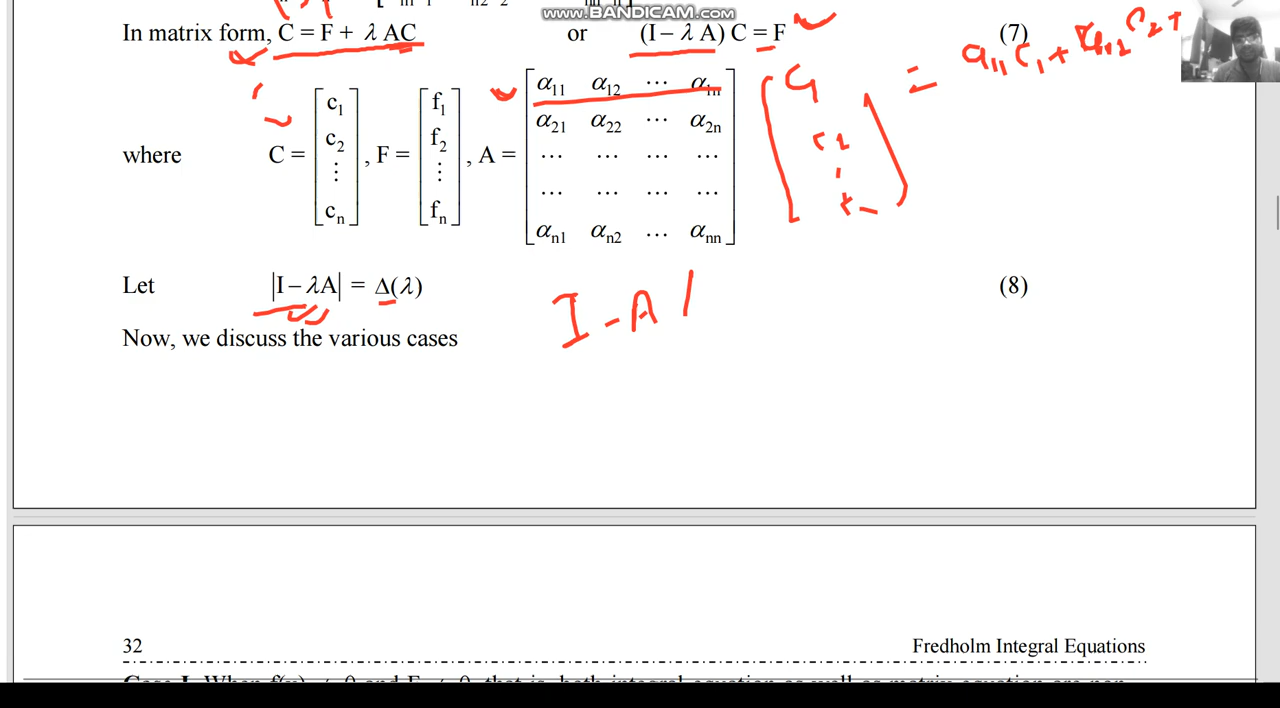 www.BANDICAM.com
In matrix form, C = F + λ AC or (I – λ A) C = F (7)
where C = [c1 c2 ⋮ cn], F = [f1 f2 ⋮ fn], A =
α11 α12 ⋯ α1n
α21 α22 ⋯ α2n
⋯ ⋯ ⋯ ⋯
⋯ ⋯ ⋯ ⋯
αn1 αn2 ⋯ αnn
C1
c2
=
a11 C1 +
C2 +
Let |I – λA| = Δ(λ) (8)
I - A
Now, we discuss the various cases
32 Fredholm Integral Equations